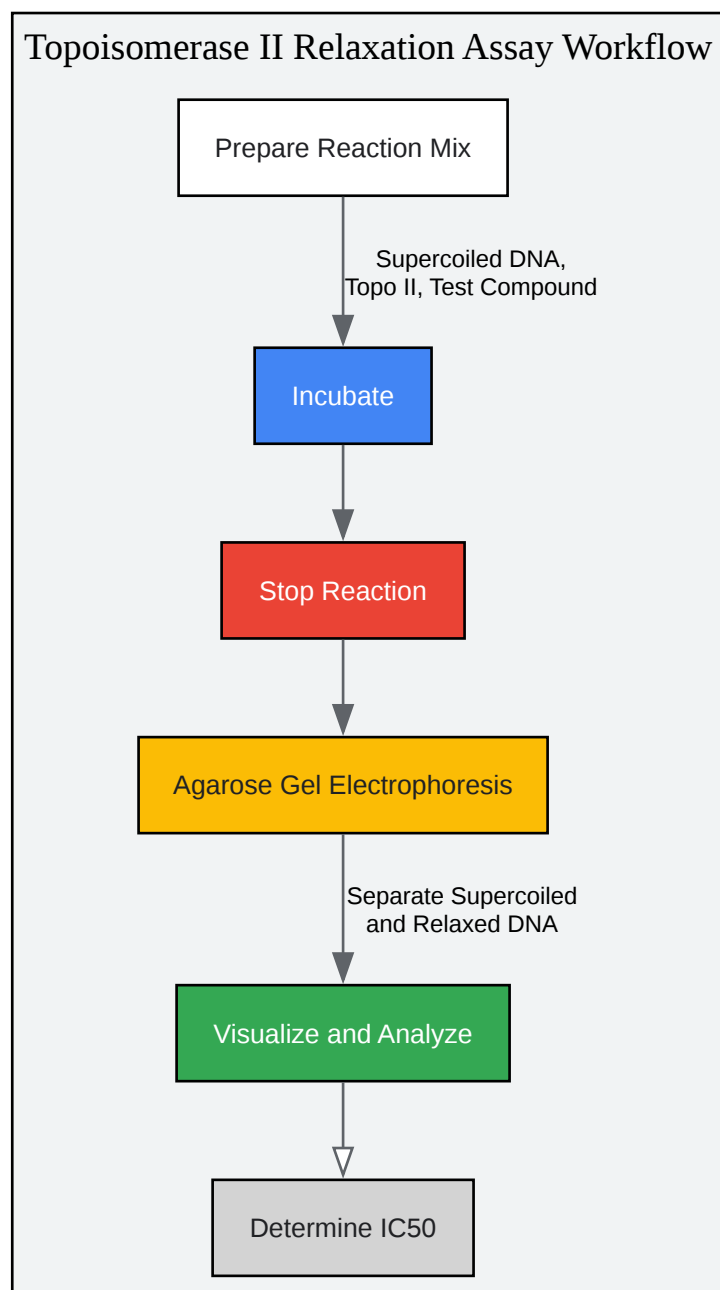 Topoisomerase II Relaxation Assay Workflow
Prepare Reaction Mix
Supercoiled DNA,
Topo II, Test Compound
Incubate
Stop Reaction
Agarose Gel Electrophoresis
Separate Supercoiled
and Relaxed DNA
Visualize and Analyze
Determine IC50